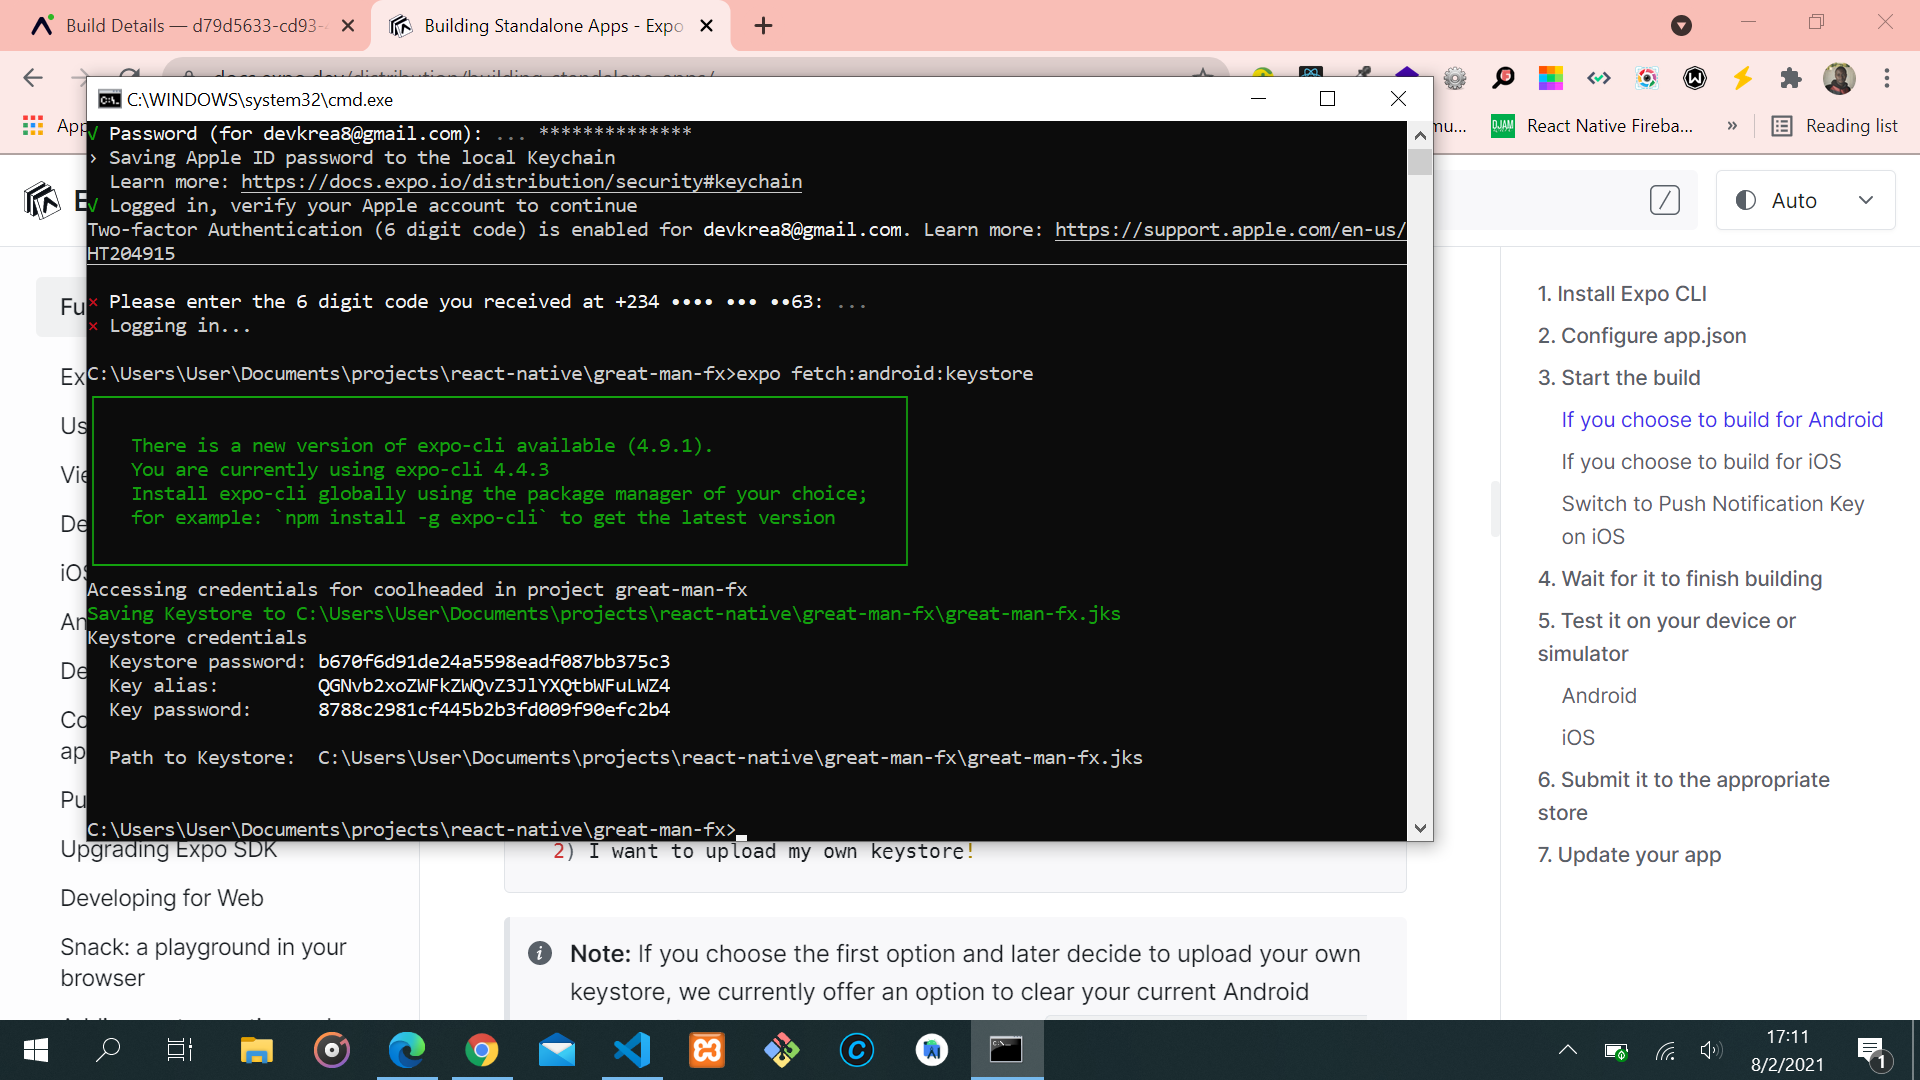 Build Details — d79d5633-cd93-
Building Standalone Apps - Expo
docs.expo.dev/distribution/building-standalone-apps/
App
mu...
React Native Fireba...
»
Reading list
C:\WINDOWS\system32\cmd.exe
√ Password (for devkrea8@gmail.com): ... **************
› Saving Apple ID password to the local Keychain
Learn more: https://docs.expo.io/distribution/security#keychain
√ Logged in, verify your Apple account to continue
Two-factor Authentication (6 digit code) is enabled for devkrea8@gmail.com. Learn more: https://support.apple.com/en-us/
HT204915
× Please enter the 6 digit code you received at +234 •••• ••• ••63: ...
× Logging in...
C:\Users\User\Documents\projects\react-native\great-man-fx>expo fetch:android:keystore
There is a new version of expo-cli available (4.9.1).
You are currently using expo-cli 4.4.3
Install expo-cli globally using the package manager of your choice;
for example: `npm install -g expo-cli` to get the latest version
Accessing credentials for coolheaded in project great-man-fx
Saving Keystore to C:\Users\User\Documents\projects\react-native\great-man-fx\great-man-fx.jks
Keystore credentials
Keystore password: b670f6d91de24a5598eadf087bb375c3
Key alias: QGNvb2xoZWFkZWQvZ3JlYXQtbWFuLWZ4
Key password: 8788c2981cf445b2b3fd009f90efc2b4
Path to Keystore: C:\Users\User\Documents\projects\react-native\great-man-fx\great-man-fx.jks
C:\Users\User\Documents\projects\react-native\great-man-fx>
E
Fu
Ex
Us
Vie
De
iOS
An
De
Co
ap
Pu
Upgrading Expo SDK
Developing for Web
Snack: a playground in your
browser
2) I want to upload my own keystore!
Note: If you choose the first option and later decide to upload your own
keystore, we currently offer an option to clear your current Android
/
Auto
1. Install Expo CLI
2. Configure app.json
3. Start the build
If you choose to build for Android
If you choose to build for iOS
Switch to Push Notification Key
on iOS
4. Wait for it to finish building
5. Test it on your device or
simulator
Android
iOS
6. Submit it to the appropriate
store
7. Update your app
17:11
8/2/2021
1